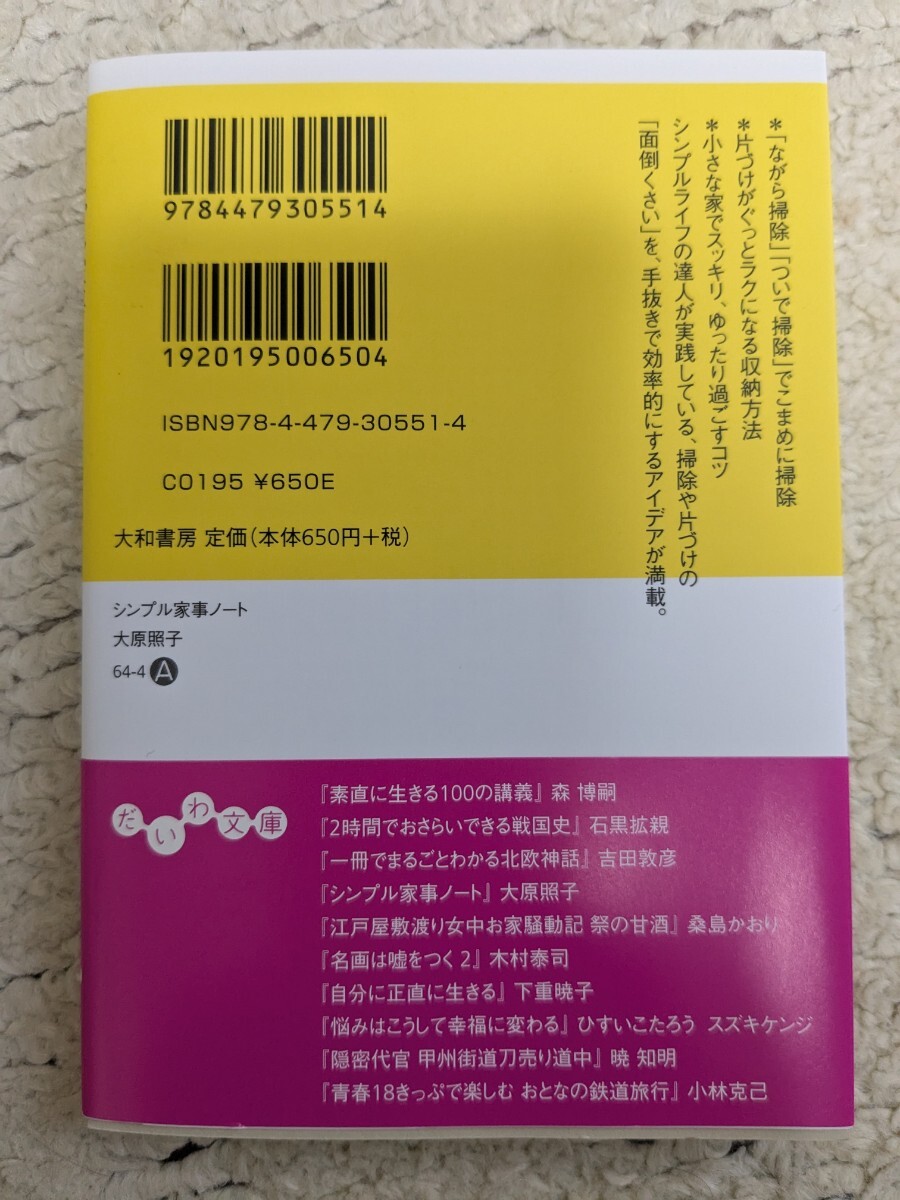 ＊「ながら掃除」「ついで掃除」でこまめに掃除
＊片づけがぐっとラクになる収納方法
＊小さな家でスッキリ、ゆったり過ごすコツ
シンプルライフの達人が実践している、掃除や片づけの
「面倒くさい」を、手抜きで効率的にするアイデアが満載。
9784479305514
1920195006504
ISBN978-4-479-30551-4
C0195 ¥650E
大和書房 定価(本体650円+税)
シンプル家事ノート
大原照子
64-4 A
だいわ文庫
『素直に生きる100の講義』森 博嗣
『2時間でおさらいできる戦国史』石黒拡親
『一冊でまるごとわかる北欧神話』吉田敦彦
『シンプル家事ノート』大原照子
『江戸屋敷渡り女中お家騒動記 祭の甘酒』桑島かおり
『名画は嘘をつく2』木村泰司
『自分に正直に生きる』下重暁子
『悩みはこうして幸福に変わる』ひすいこたろう スズキケンジ
『隠密代官 甲州街道刀売り道中』暁 知明
『青春18きっぷで楽しむ おとなの鉄道旅行』小林克己